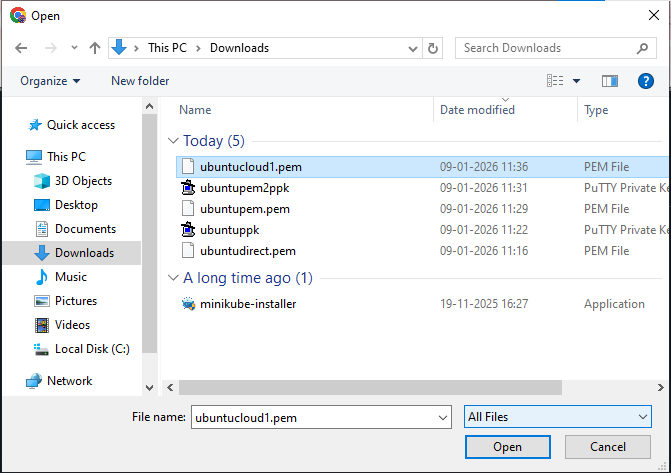 Open
This PC > Downloads
Search Downloads
Organize
New folder
Name
Date modified
Type
Quick access
This PC
3D Objects
Desktop
Documents
Downloads
Music
Pictures
Videos
Local Disk (C:)
Network
Today (5)
ubuntucloud1.pem 09-01-2026 11:36 PEM File
ubuntupem2ppk 09-01-2026 11:31 PuTTY Private Ke
ubuntupem.pem 09-01-2026 11:29 PEM File
ubuntuppk 09-01-2026 11:22 PuTTY Private Ke
ubuntudirect.pem 09-01-2026 11:16 PEM File
A long time ago (1)
minikube-installer 19-11-2025 16:27 Application
File name: ubuntucloud1.pem
All Files
Open
Cancel